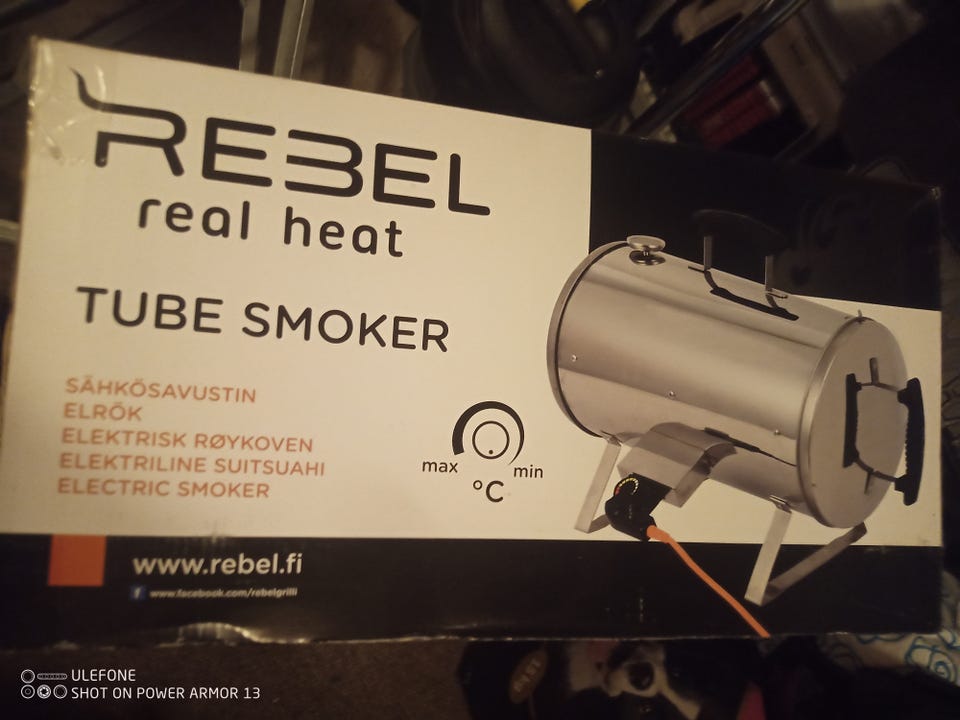 REBEL
real heat
TUBE SMOKER
SÄHKÖSAVUSTIN
ELRÖK
ELEKTRISK RØYKOVEN
ELEKTRILINE SUITSUAHI
ELECTRIC SMOKER
max
min
°C
www.rebel.fi
f www.facebook.com/rebelgrilli
ULEFONE
SHOT ON POWER ARMOR 13